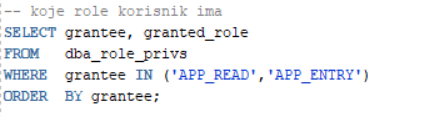 -- koje role korisnik ima
SELECT grantee, granted_role
FROM   dba_role_privs
WHERE  grantee IN ('APP_READ','APP_ENTRY')
ORDER  BY grantee;